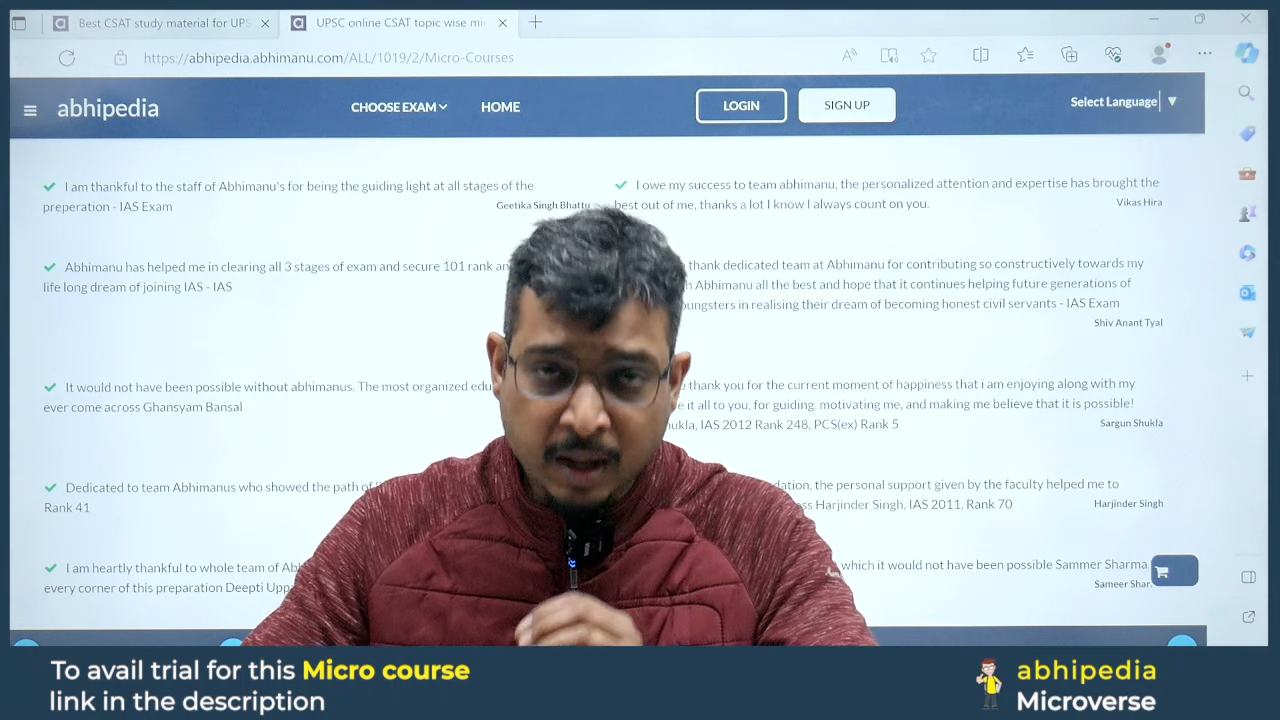 Best CSAT study material for UPS
UPSC online CSAT topic wise mi
https://abhipedia.abhimanu.com/ALL/1019/2/Micro-Courses
abhipedia
CHOOSE EXAM
HOME
LOGIN
SIGN UP
Select Language
I am thankful to the staff of Abhimanu's for being the guiding light at all stages of the
preperation - IAS Exam
Geetika Singh Bhattu
I owe my success to team abhimanu, the personalized attention and expertise has brought the
best out of me, thanks a lot I know I always count on you.
Vikas Hira
Abhimanu has helped me in clearing all 3 stages of exam and secure 101 rank an
life long dream of joining IAS - IAS
thank dedicated team at Abhimanu for contributing so constructively towards my
Abhimanu all the best and hope that it continues helping future generations of
oungsters in realising their dream of becoming honest civil servants - IAS Exam
Shiv Anant Tyal
It would not have been possible without abhimanus. The most organized edu
ever come across Ghansyam Bansal
thank you for the current moment of happiness that i am enjoying along with my
e it all to you, for guiding, motivating me, and making me believe that it is possible!
ukla, IAS 2012 Rank 248, PCS(ex) Rank 5
Sargun Shukla
Dedicated to team Abhimanus who showed the path of
Rank 41
dation, the personal support given by the faculty helped me to
ss Harjinder Singh, IAS 2011, Rank 70
Harjinder Singh
I am heartly thankful to whole team of Abl
every corner of this preparation Deepti Upp
which it would not have been possible Sammer Sharma
Sameer Shar
To avail trial for this Micro course
link in the description
abhipedia
Microverse